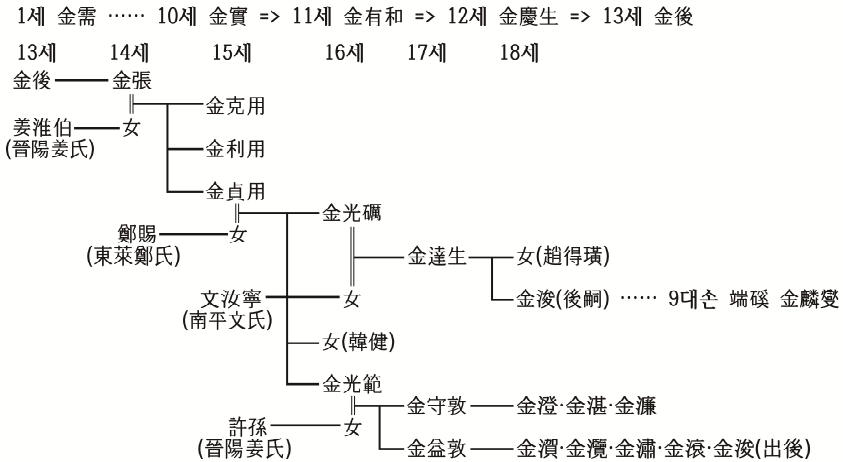 1세 金需 ⋯⋯ 10세 金實 => 11세 金有和 => 12세 金慶生 => 13세 金後
13세 14세 15세 16세 17세 18세
金後 金張
金克用
姜淮伯 女
(晉陽姜氏)
金利用
金貞用
金光礪
鄭賜 女
(東萊鄭氏)
金達生 女(趙得璜)
文汝寧 女 金浚(後嗣) ⋯⋯ 9대손 端磎 金麟燮
(南平文氏)
女(韓健)
金光範
金守敦 金澄·金湛·金濂
許孫 女
(晉陽姜氏)
金益敦 金濆·金灠·金潚·金滾·金浚(出後)